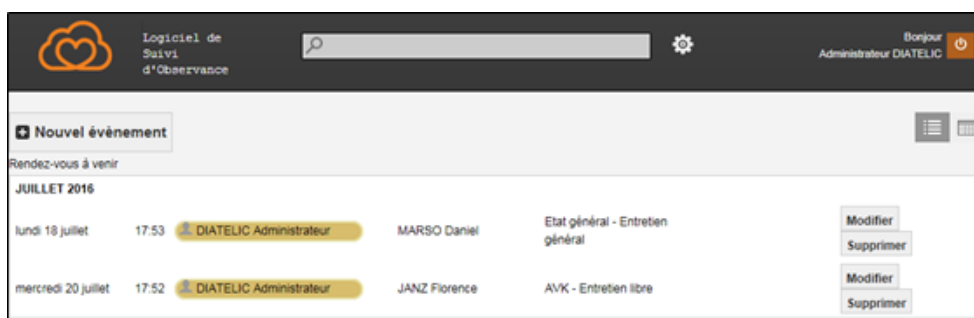 Logiciel de
Suivi
d'Observance
Bonjour
Administrateur DIATELIC
Nouvel évènement
Rendez-vous à venir
JUILLET 2016
lundi 18 juillet 17:53 DIATELIC Administrateur MARSO Daniel Etat général - Entretien
général
Modifier
Supprimer
mercredi 20 juillet 17:52 DIATELIC Administrateur JANZ Florence AVK - Entretien libre
Modifier
Supprimer